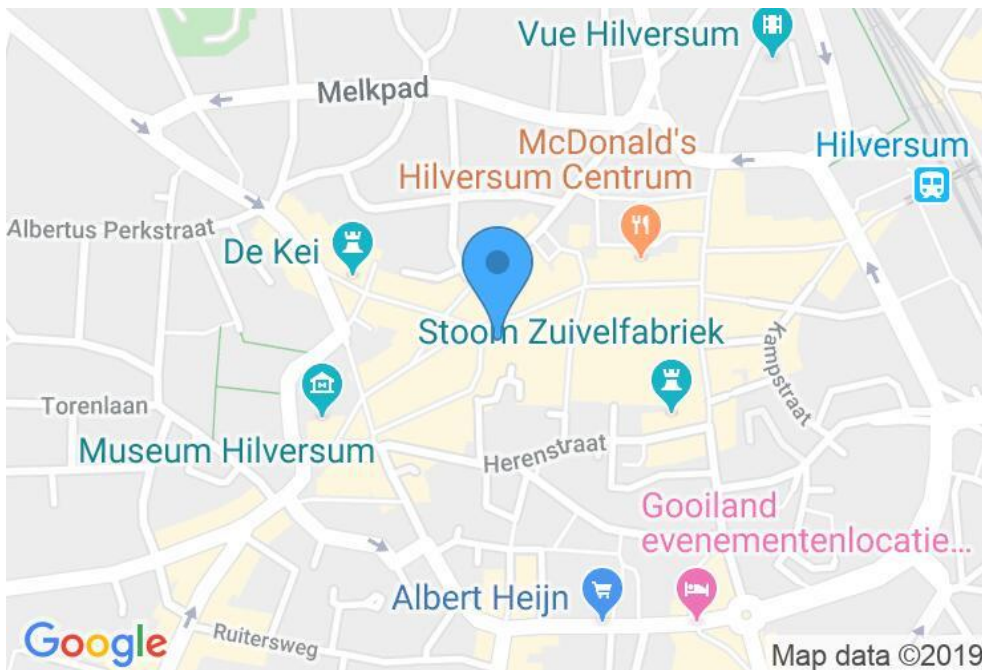 Vue Hilversum
Melkpad
McDonald's
Hilversum Centrum
Hilversum
Albertus Perkstraat
De Kei
Stoom Zuivelfabriek
Kampstraat
Torenlaan
Museum Hilversum
Herenstraat
Gooiland
evenementenlocatie...
Albert Heijn
Ruitersweg
Google
Map data ©2019